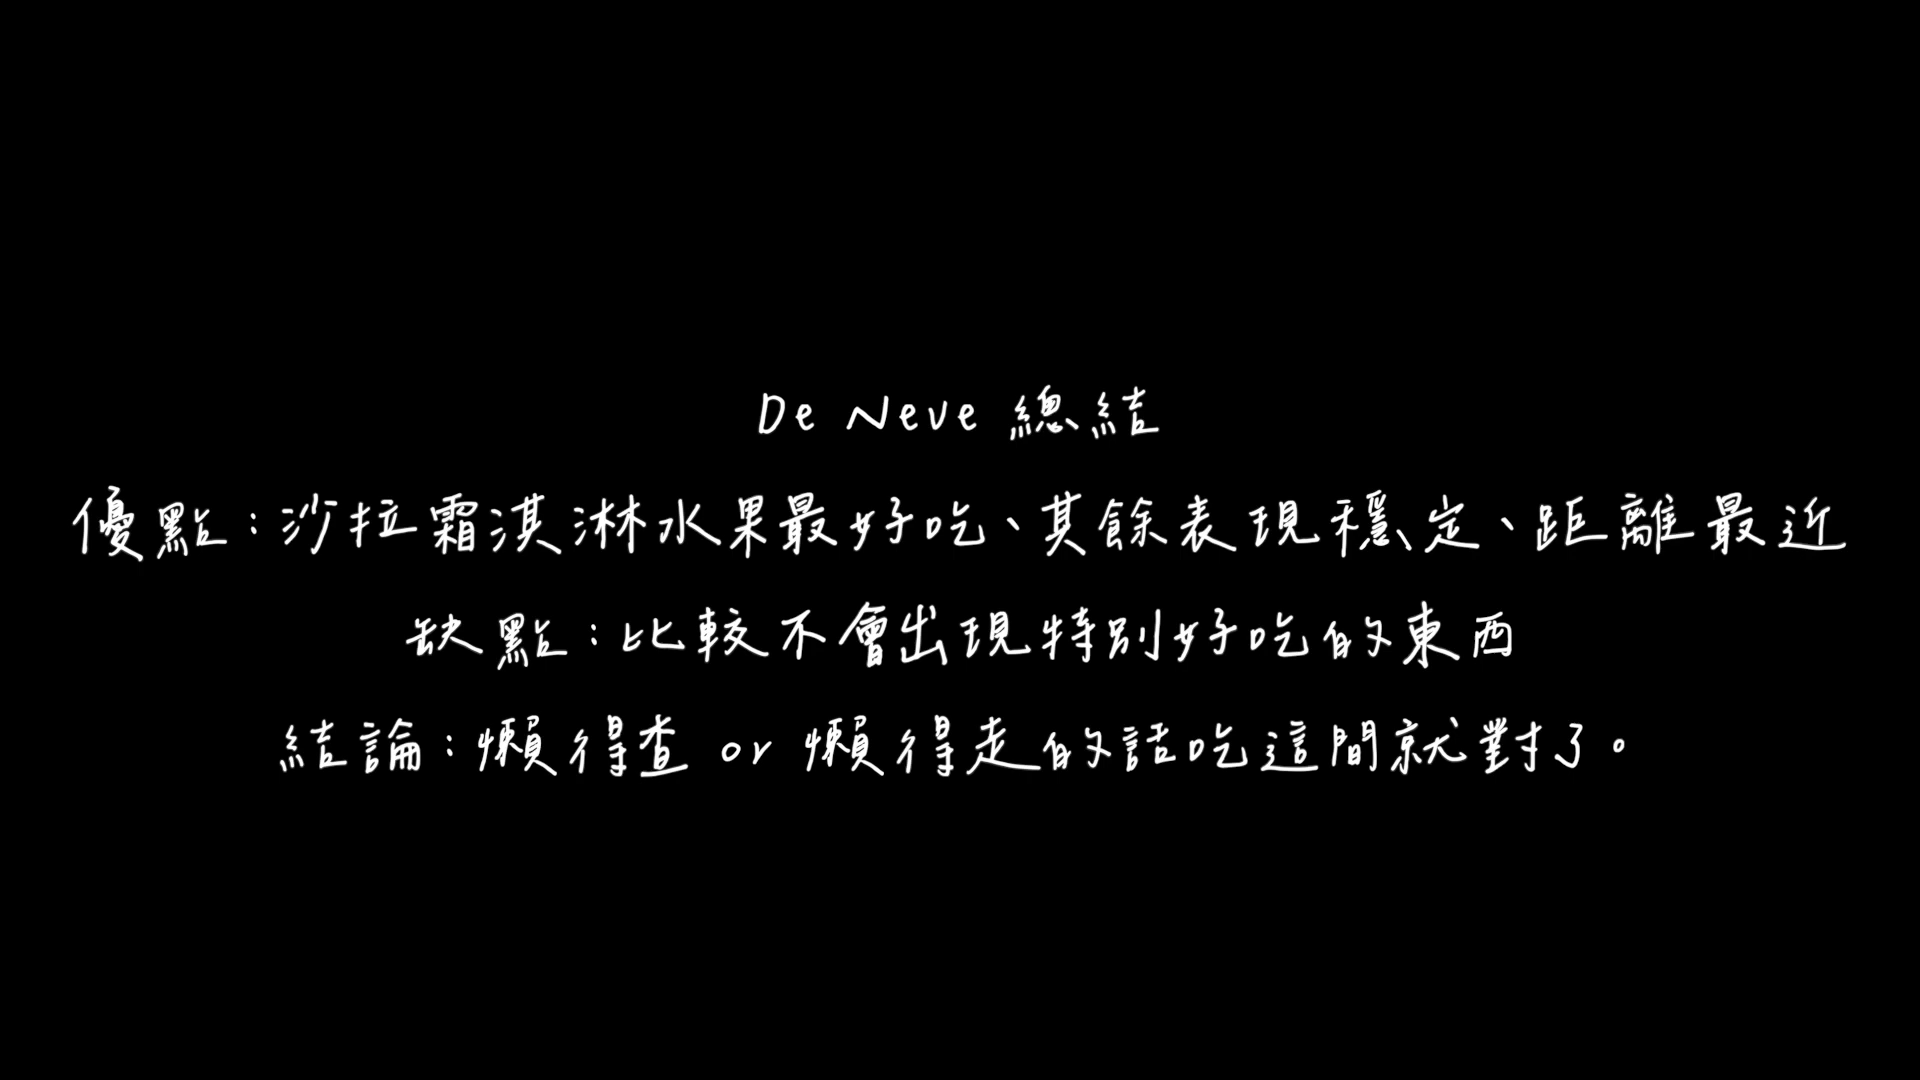 De Neve 總結
優點:沙拉霜淇淋水果最好吃、其餘表現穩定、距離最近
缺點:比較不會出現特別好吃的東西
結論:懶得查 or 懶得走的話吃這間就對了。